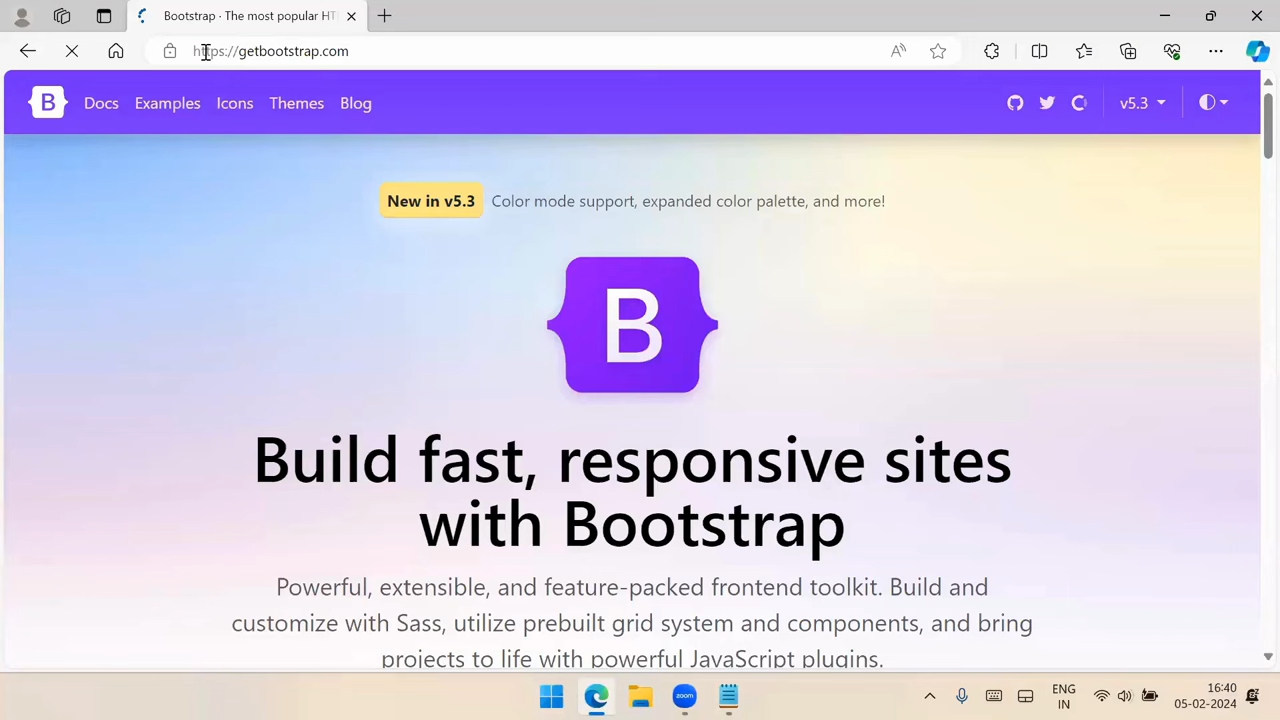 Bootstrap · The most popular HT
https://getbootstrap.com
B
Docs Examples Icons Themes Blog
v5.3
New in v5.3 Color mode support, expanded color palette, and more!
B
Build fast, responsive sites
with Bootstrap
Powerful, extensible, and feature-packed frontend toolkit. Build and
customize with Sass, utilize prebuilt grid system and components, and bring
projects to life with powerful JavaScript plugins.
zoom
ENG
IN
16:40
05-02-2024